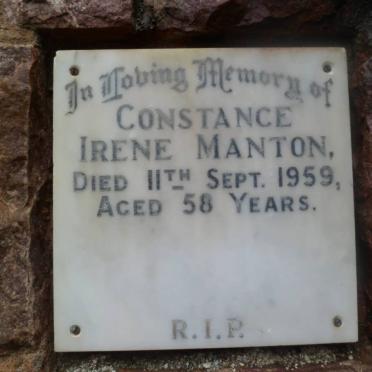 In Loving Memory of
CONSTANCE
IRENE MANTON,
DIED 11TH SEPT. 1959,
AGED 58 YEARS.
R.I.P.